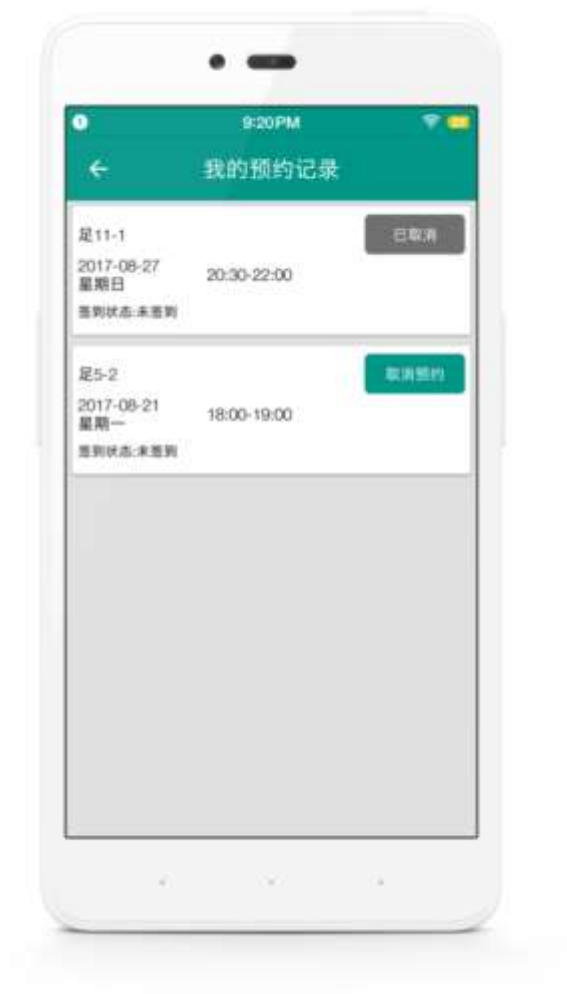 9:20PM
我的预约记录
足11-1
已取消
2017-08-27
星期日
20:30-22:00
签到状态:未签到
足5-2
取消预约
2017-08-21
星期一
18:00-19:00
签到状态:未签到